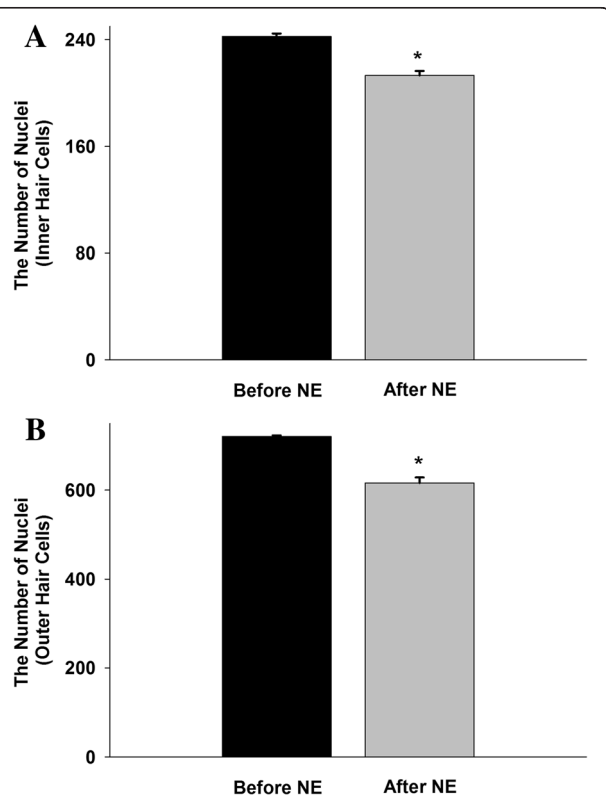 A
The Number of Nuclei
(Inner Hair Cells)
240
160
80
0
*
Before NE
After NE
B
The Number of Nuclei
(Outer Hair Cells)
600
400
200
0
*
Before NE
After NE